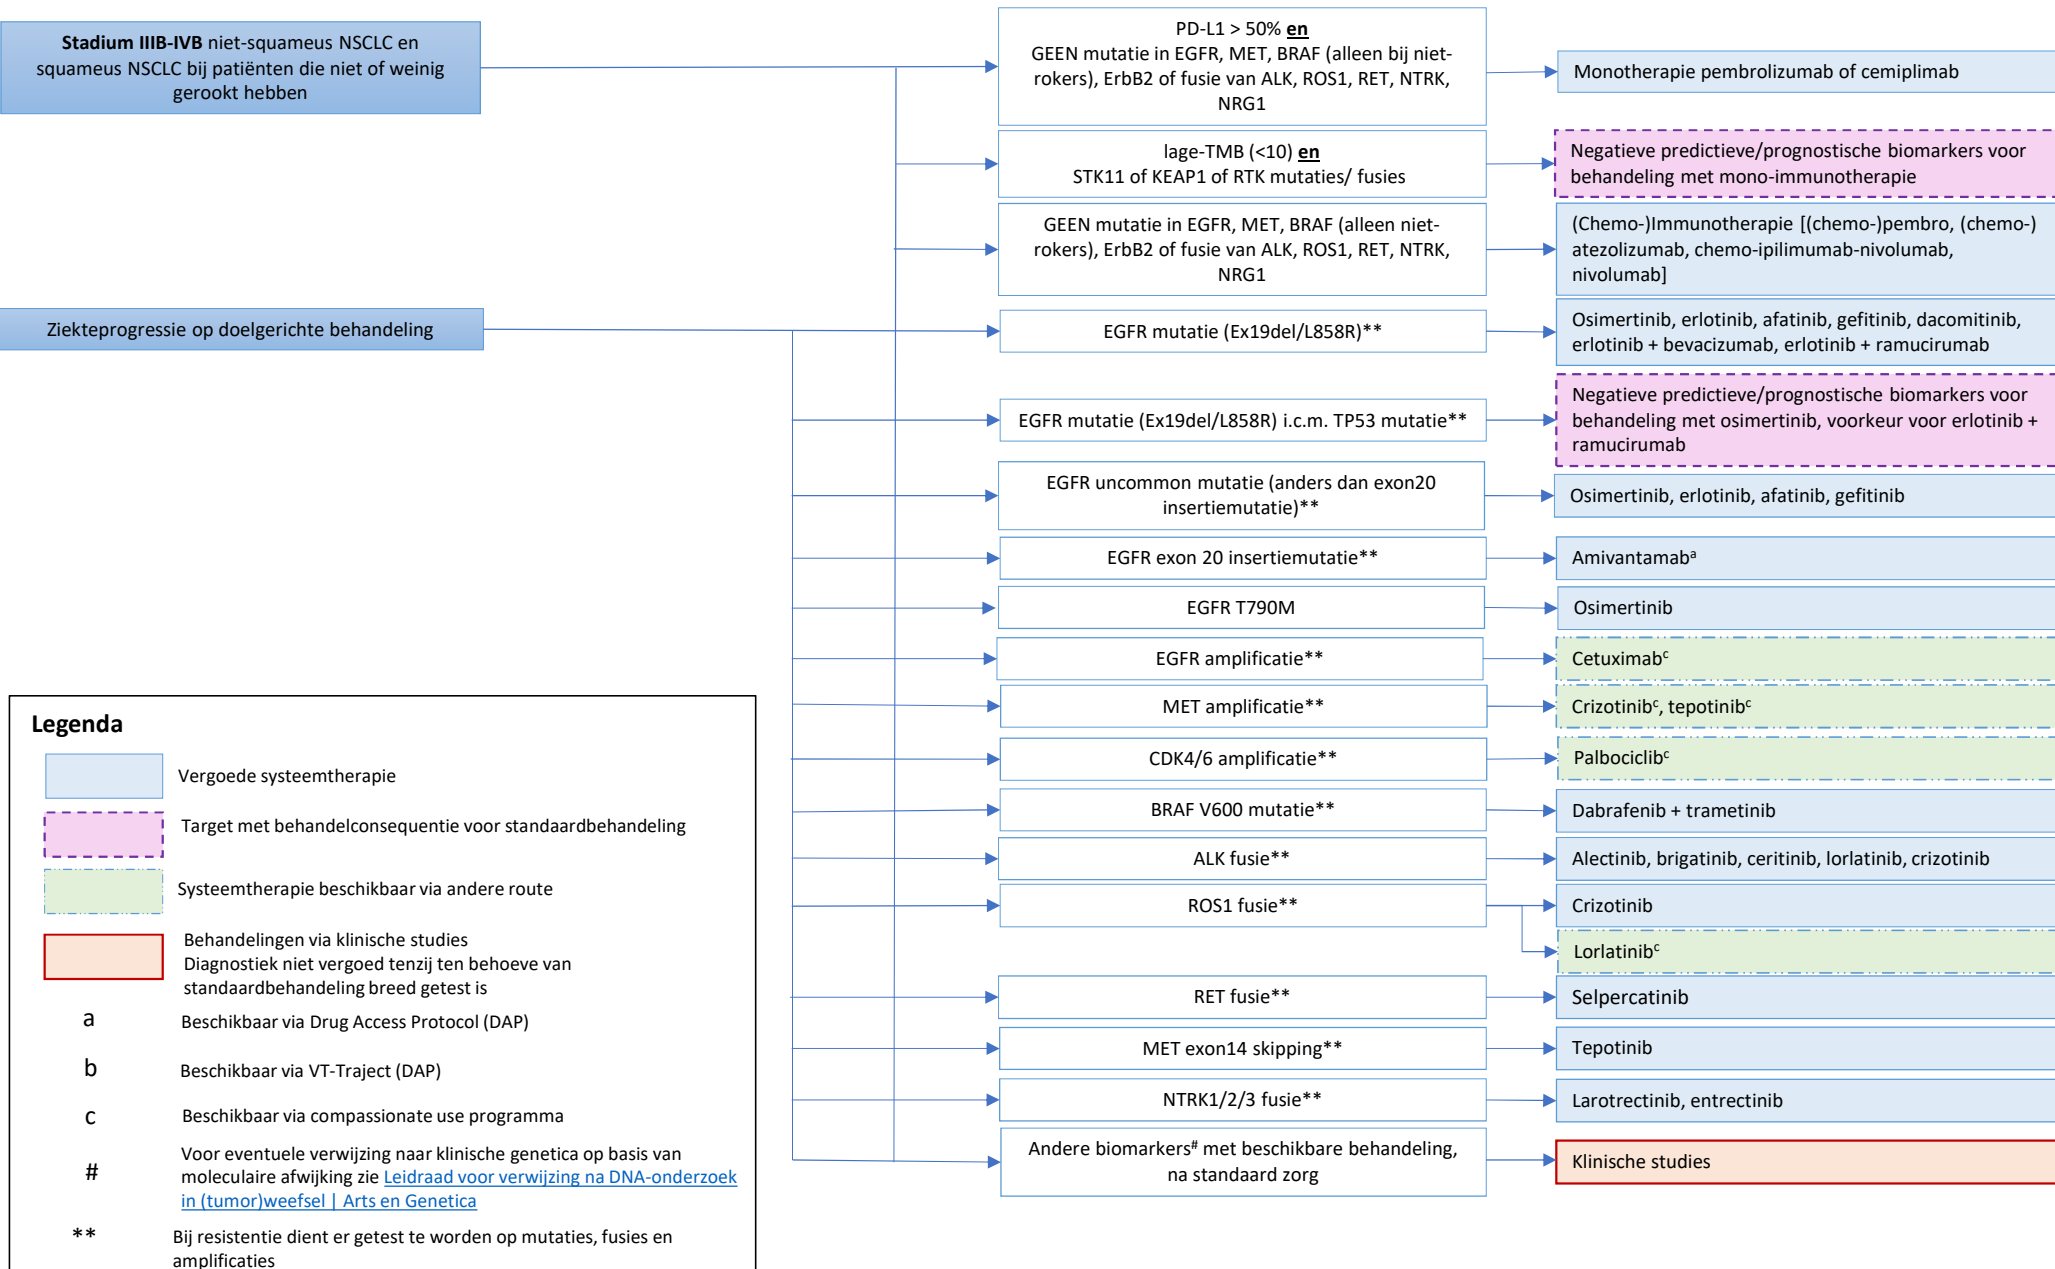 Stadium IIIB-IVB niet-squameus NSCLC en
squameus NSCLC bij patiënten die niet of weinig
gerookt hebben
PD-L1 > 50% en
GEEN mutatie in EGFR, MET, BRAF (alleen bij niet-
rokers), ErbB2 of fusie van ALK, ROS1, RET, NTRK,
NRG1
Monotherapie pembrolizumab of cemiplimab
lage-TMB (<10) en
STK11 of KEAP1 of RTK mutaties/ fusies
Negatieve predictieve/prognostische biomarkers voor
behandeling met mono-immunotherapie
GEEN mutatie in EGFR, MET, BRAF (alleen niet-
rokers), ErbB2 of fusie van ALK, ROS1, RET, NTRK,
NRG1
(Chemo-)Immunotherapie [(chemo-)pembro, (chemo-)
atezolizumab, chemo-ipilimumab-nivolumab,
nivolumab]
Ziekteprogressie op doelgerichte behandeling
EGFR mutatie (Ex19del/L858R)**
Osimertinib, erlotinib, afatinib, gefitinib, dacomitinib,
erlotinib + bevacizumab, erlotinib + ramucirumab
EGFR mutatie (Ex19del/L858R) i.c.m. TP53 mutatie**
Negatieve predictieve/prognostische biomarkers voor
behandeling met osimertinib, voorkeur voor erlotinib +
ramucirumab
EGFR uncommon mutatie (anders dan exon20
insertiemutatie)**
Osimertinib, erlotinib, afatinib, gefitinib
EGFR exon 20 insertiemutatie**
Amivantamabᵃ
EGFR T790M
Osimertinib
EGFR amplificatie**
Cetuximabᶜ
MET amplificatie**
Crizotinibᶜ, tepotinibᶜ
CDK4/6 amplificatie**
Palbociclibᶜ
BRAF V600 mutatie**
Dabrafenib + trametinib
ALK fusie**
Alectinib, brigatinib, ceritinib, lorlatinib, crizotinib
ROS1 fusie**
Crizotinib
Lorlatinibᶜ
RET fusie**
Selpercatinib
MET exon14 skipping**
Tepotinib
NTRK1/2/3 fusie**
Larotrectinib, entrectinib
Andere biomarkers# met beschikbare behandeling,
na standaard zorg
Klinische studies
Legenda
Vergoede systeemtherapie
Target met behandelconsequentie voor standaardbehandeling
Systeemtherapie beschikbaar via andere route
Behandelingen via klinische studies
Diagnostiek niet vergoed tenzij ten behoeve van
standaardbehandeling breed getest is
a Beschikbaar via Drug Access Protocol (DAP)
b Beschikbaar via VT-Traject (DAP)
c Beschikbaar via compassionate use programma
# Voor eventuele verwijzing naar klinische genetica op basis van
moleculaire afwijking zie Leidraad voor verwijzing na DNA-onderzoek
in (tumor)weefsel | Arts en Genetica
** Bij resistentie dient er getest te worden op mutaties, fusies en
amplificaties